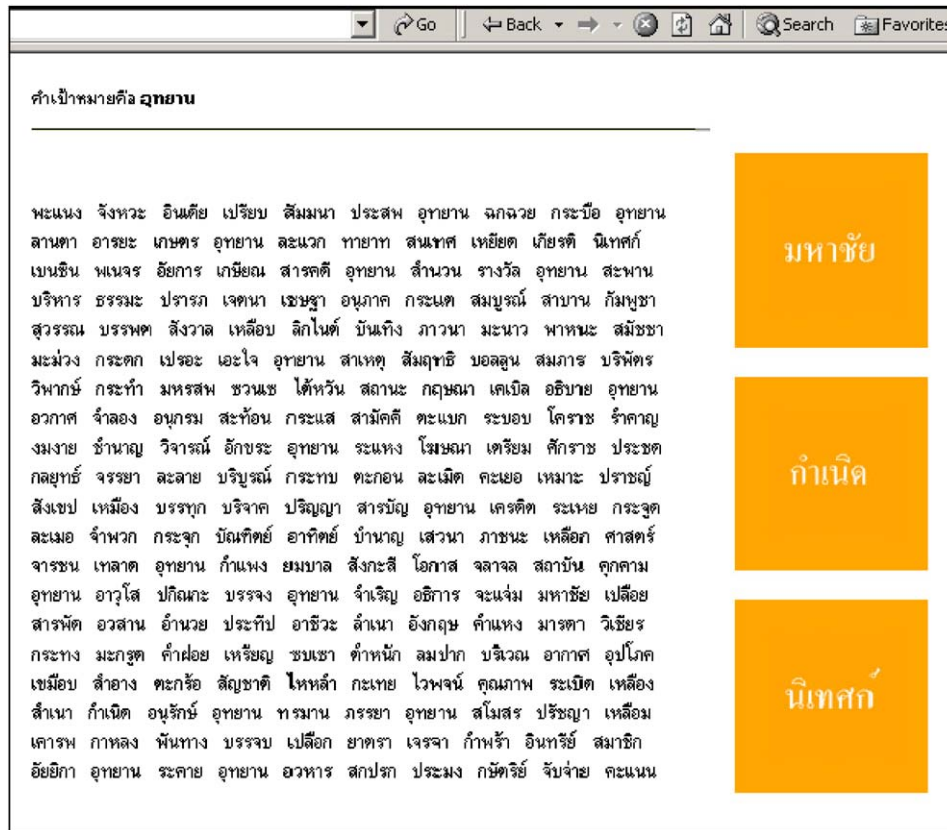 Go Back Search Favorites
คำเป้าหมายคือ อุทยาน
พะแนง จังหวะ อินเดีย เปรียบ สัมมนา ประสพ อุทยาน ฉกฉวย กระบือ อุทยาน
ลานตา อารยะ เกษตร อุทยาน ละแวก ทายาท สนเทศ เหยียด เกียรติ นิเทศก์
เบนซิน พเนจร อัยการ เกษียณ สารคดี อุทยาน สำนวน รางวัล อุทยาน สะพาน
บริหาร ธรรมะ ปรารภ เจตนา เชษฐา อนุภาค กระแต สมบูรณ์ สาบาน กัมพูชา
สุวรรณ บรรพต สังวาล เหลือบ ลิกไนต์ บันเทิง ภาวนา มะนาว พาหนะ สมัชชา
มะม่วง กระตก เปรอะ เอะใจ อุทยาน สาเหตุ สัมฤทธิ บอลลูน สมภาร บริพัตร
วิพากษ์ กระทำ มหรสพ ชวนเช ไต้หวัน สถานะ กฤษณา เคเบิล อธิบาย อุทยาน
อวกาศ จำลอง อนุกรม สะท้อน กระแส สามัคคี ตะแบก ระบอบ โคราช รำคาญ
งมงาย ชำนาญ วิจารณ์ อักขระ อุทยาน ระแหง โฆษณา เตรียม ศักราช ประชด
กลยุทธ์ จรรยา ละลาย บริบูรณ์ กระทบ ตะกอน ละเมิด คะเยอ เหมาะ ปราชญ์
สังเขป เหมือง บรรทุก บริจาค ปริญญา สารบัญ อุทยาน เครดิต ระเหย กระจูด
ละเมอ จำพวก กระจุก บัณฑิตย์ อาทิตย์ บำนาญ เสวนา ภาชนะ เหลือก ศาสตร์
จารชน เทลาด อุทยาน กำแพง ยมบาล สังกะสี โอกาส จลาจล สถาบัน คุกคาม
อุทยาน อาวุโส ปกิณกะ บรรจง อุทยาน จำเริญ อธิการ จะแจ่ม มหาชัย เปลือย
สารพัด อวสาน อำนวย ประทีป อาชีวะ ลำเนา อังกฤษ คำแหง มารดา วิเชียร
กระทง มะกรูด ค่ำฝอย เหรียญ ซบเซา ตำหนัก ลมปาก บริเวณ อากาศ อุปโภค
เขมือบ สำอาง ตะกร้อ สัญชาติ ไหหลำ กะเทย ไวพจน์ คุณภาพ ระเบิด เหลือง
สำเนา กำเนิด อนุรักษ์ อุทยาน ทรมาน ภรรยา อุทยาน สโมสร ปรัชญา เหลือม
เคารพ กาหลง พันทาง บรรจบ เปลือก ยาตรา เจรจา กำพร้า อินทรีย์ สมาชิก
อัยยิกา อุทยาน ระคาย อุทยาน อวหาร สกปรก ประมง กษัตริย์ จับจ่าย คะแนน
มหาชัย
กำเนิด
นิเทศก์